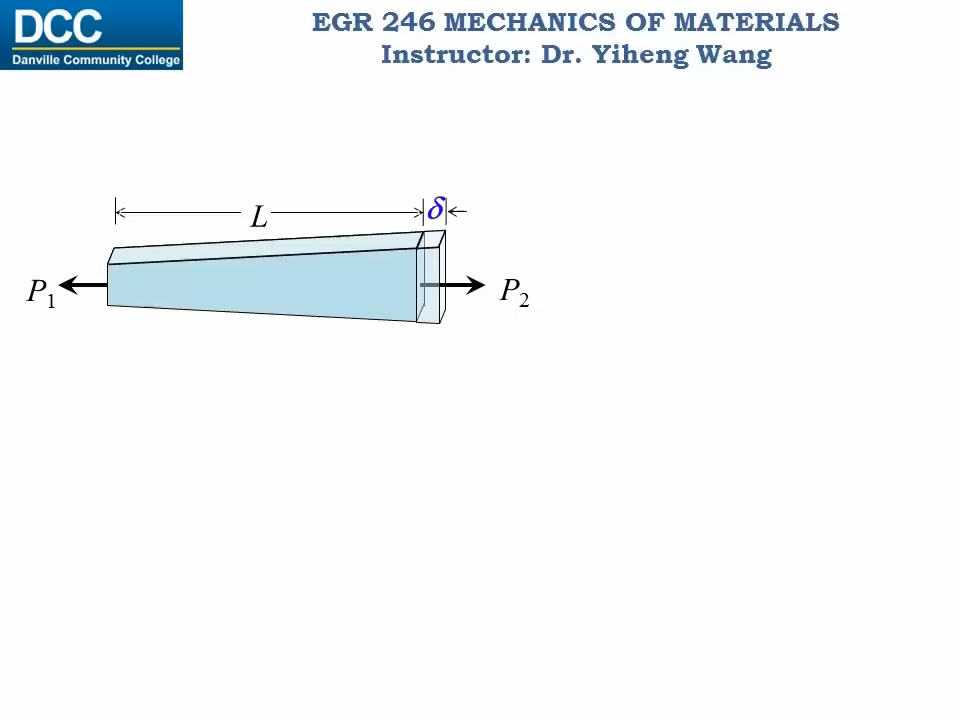 DCC
Danville Community College
EGR 246 MECHANICS OF MATERIALS
Instructor: Dr. Yiheng Wang
L
δ
P1
P2